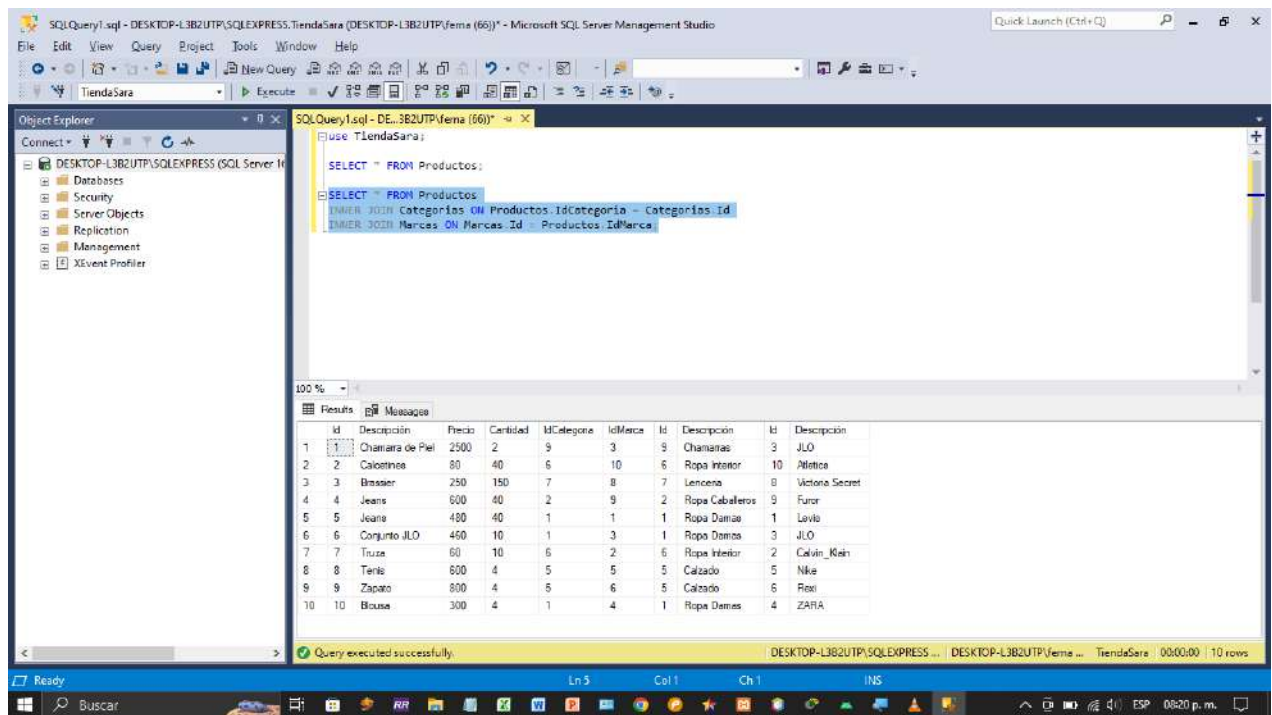 SQLQuery1.sql - DESKTOP-L3B2UTP\SQLEXPRESS.TiendaSara (DESKTOP-L3B2UTP\ferna (66))* - Microsoft SQL Server Management Studio
Quick Launch (Ctrl+Q)
File Edit View Query Project Tools Window Help
New Query
TiendaSara Execute
Object Explorer
SQLQuery1.sql - DE...3B2UTP\ferna (66))*
Connect
DESKTOP-L3B2UTP\SQLEXPRESS (SQL Server
Databases
Security
Server Objects
Replication
Management
XEvent Profiler
use TiendaSara;
SELECT * FROM Productos;
SELECT * FROM Productos
INNER JOIN Categorias ON Productos.IdCategoria = Categorias.Id
INNER JOIN Marcas ON Marcas.Id = Productos.IdMarca;
100 %
Results Messages
Id Descripción Precio Cantidad IdCategoria IdMarca Id Descripción Id Descripción
1 1 Chamarra de Piel 2500 2 9 3 9 Chamarras 3 JLO
2 2 Calcetines 80 40 6 10 6 Ropa Interior 10 Atletica
3 3 Brassier 250 150 7 8 7 Lenceria 8 Victoria Secret
4 4 Jeans 600 40 2 9 2 Ropa Caballeros 9 Furor
5 5 Jeans 480 40 1 1 1 Ropa Damas 1 Levis
6 6 Conjunto JLO 460 10 1 3 1 Ropa Damas 3 JLO
7 7 Truza 60 10 6 2 6 Ropa Interior 2 Calvin_Klein
8 8 Tenis 600 4 5 5 5 Calzado 5 Nike
9 9 Zapato 800 4 5 6 5 Calzado 6 Flexi
10 10 Blousa 300 4 1 4 1 Ropa Damas 4 ZARA
Query executed successfully. DESKTOP-L3B2UTP\SQLEXPRESS ... DESKTOP-L3B2UTP\ferna ... TiendaSara 00:00:00 10 rows
Ready Ln 5 Col 1 Ch 1 INS
Buscar ESP 08:20 p. m.